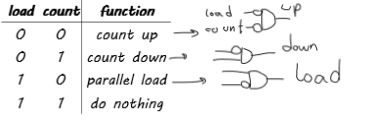 load count function
0 0 count up
load
count
up
0 1 count down
down
1 0 parallel load
Load
1 1 do nothing